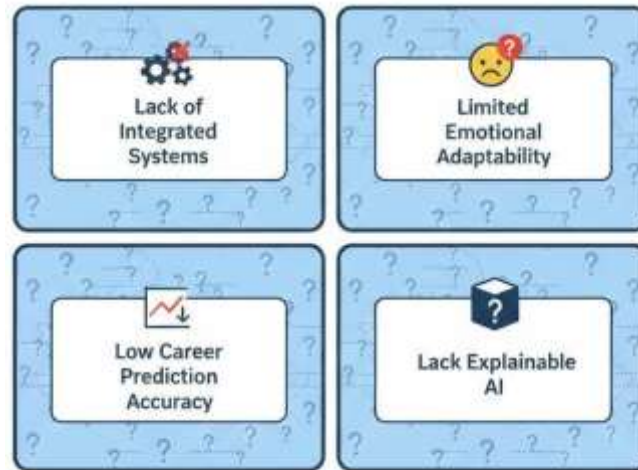 Lack of
Integrated
Systems
?
Limited
Emotional
Adaptability
Low Career
Prediction
Accuracy
?
Lack Explainable
AI